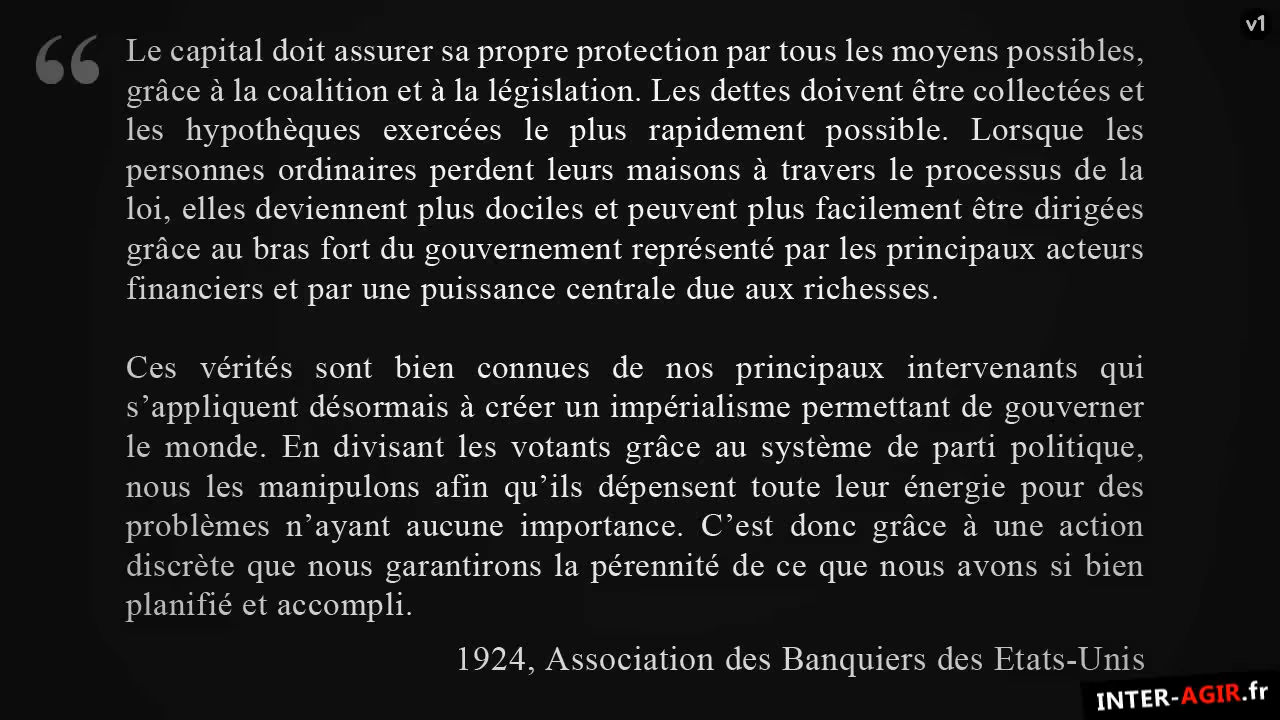 v1
“
Le capital doit assurer sa propre protection par tous les moyens possibles,
grâce à la coalition et à la législation. Les dettes doivent être collectées et
les hypothèques exercées le plus rapidement possible. Lorsque les
personnes ordinaires perdent leurs maisons à travers le processus de la
loi, elles deviennent plus dociles et peuvent plus facilement être dirigées
grâce au bras fort du gouvernement représenté par les principaux acteurs
financiers et par une puissance centrale due aux richesses.
Ces vérités sont bien connues de nos principaux intervenants qui
s’appliquent désormais à créer un impérialisme permettant de gouverner
le monde. En divisant les votants grâce au système de parti politique,
nous les manipulons afin qu’ils dépensent toute leur énergie pour des
problèmes n’ayant aucune importance. C’est donc grâce à une action
discrète que nous garantirons la pérennité de ce que nous avons si bien
planifié et accompli.
1924, Association des Banquiers des Etats-Unis
INTER-AGIR.fr